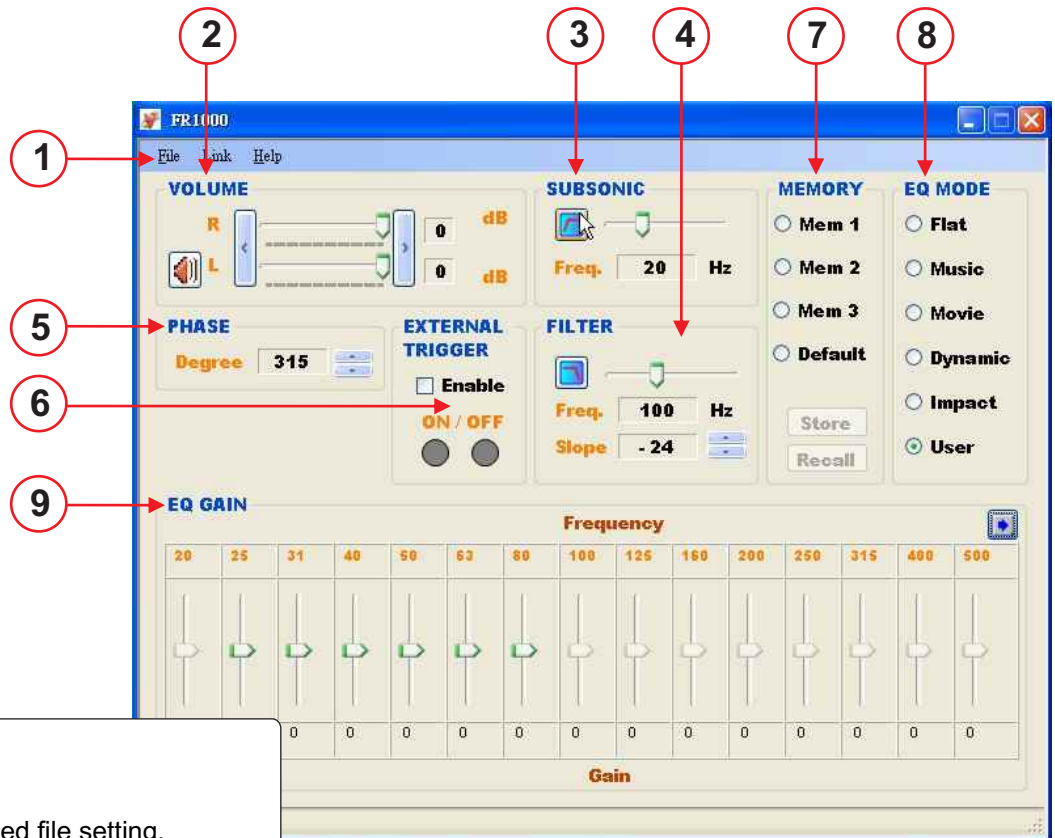 2
3
4
7
8
FR1000
1
File Link Help
VOLUME
SUBSONIC
MEMORY
EQ MODE
R
0 dB
L
0 dB
Freq. 20 Hz
Mem 1
Mem 2
Mem 3
Default
Store
Recall
Flat
Music
Movie
Dynamic
Impact
User
5
PHASE
Degree 315
EXTERNAL
TRIGGER
Enable
ON / OFF
6
FILTER
Freq. 100 Hz
Slope - 24
9
EQ GAIN
Frequency
20 25 31 40 50 63 80 100 125 160 200 250 315 400 500
0 0 0 0 0 0 0 0 0 0 0 0 0
Gain
ed file setting.